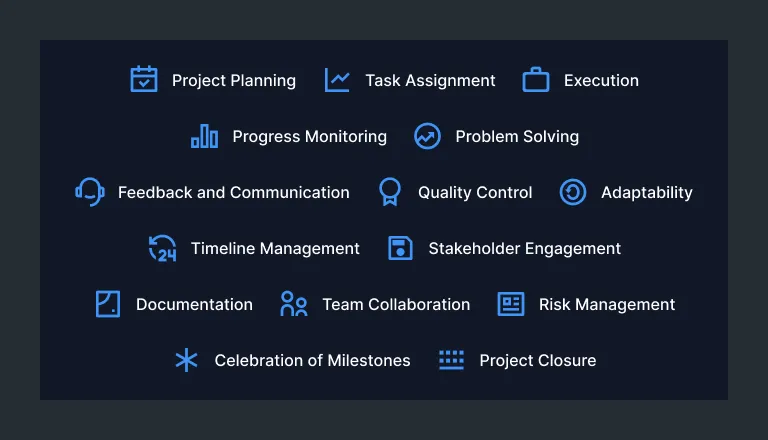 Project Planning Task Assignment Execution
Progress Monitoring Problem Solving
Feedback and Communication Quality Control Adaptability
24 Timeline Management Stakeholder Engagement
Documentation Team Collaboration Risk Management
Celebration of Milestones Project Closure